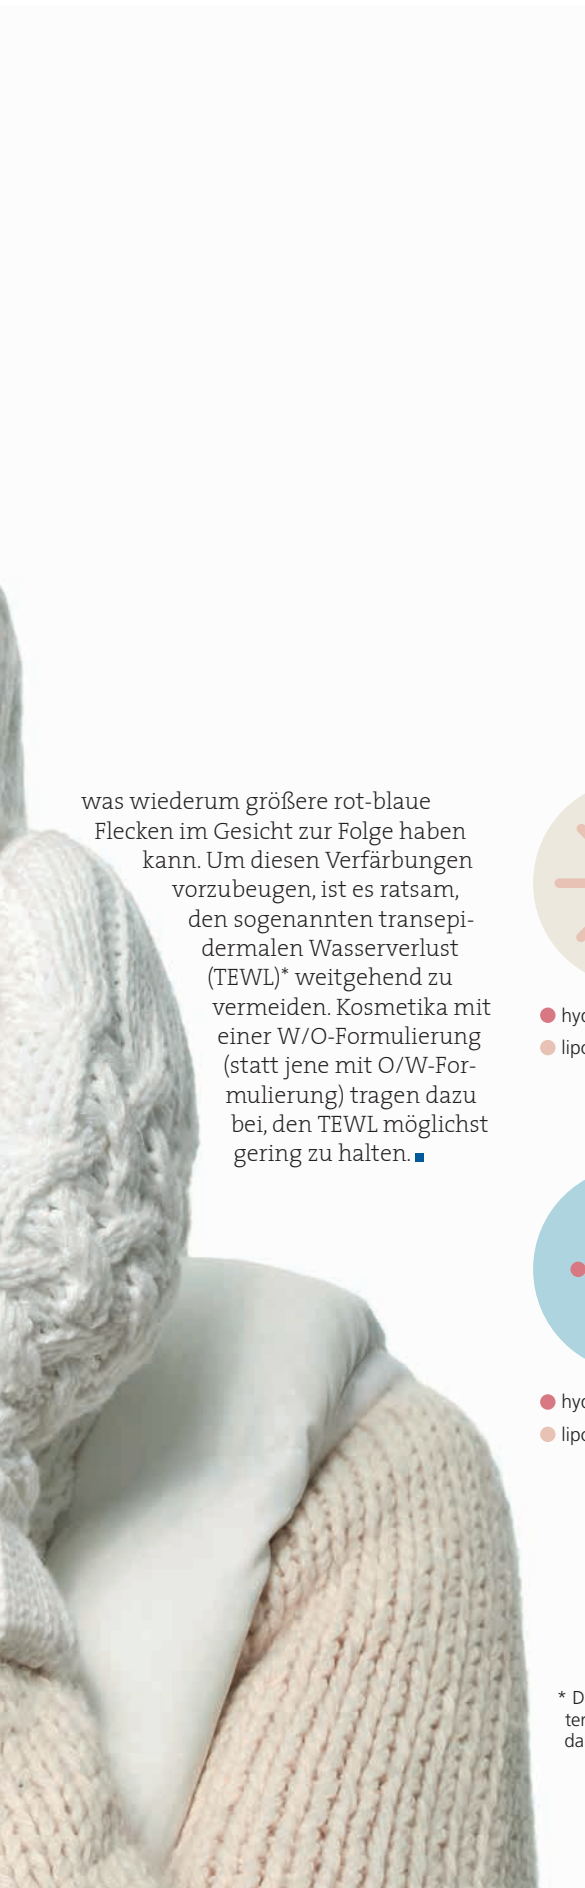 was wiederum größere rot-blaue
Flecken im Gesicht zur Folge haben
kann. Um diesen Verfärbungen
vorzubeugen, ist es ratsam,
den sogenannten transepi-
dermalen Wasserverlust
(TEWL)* weitgehend zu
vermeiden. Kosmetika mit
einer W/O-Formulierung
(statt jene mit O/W-For-
mulierung) tragen dazu
bei, den TEWL möglichst
gering zu halten.